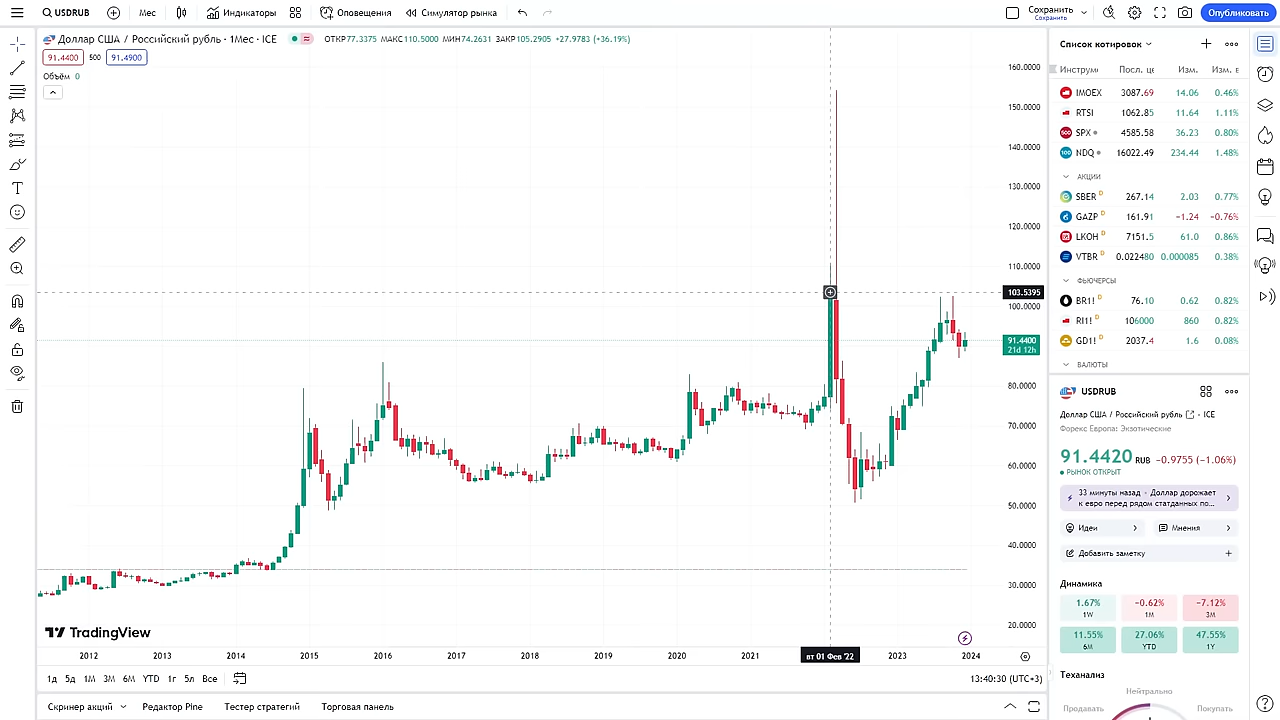 USDRUB
Мес
Индикаторы
Оповещения
Симулятор рынка
Сохранить
Сохранить
Опубликовать
Доллар США / Российский рубль · 1Мес · ICE
ОТКР77.3375 МАКС110.5000 МИН74.2631 ЗАКР105.2905 +27.9783 (+36.19%)
91.4400 500 91.4900
Объём 0
160.0000
150.0000
140.0000
130.0000
120.0000
110.0000
103.5395
100.0000
91.4400
21d 12h
80.0000
70.0000
60.0000
50.0000
40.0000
30.0000
20.0000
TradingView
2012 2013 2014 2015 2016 2017 2018 2019 2020 2021 вт 01 Фев '22 2023 2024
1д 5д 1М 3М 6М YTD 1г 5л Все
13:40:30 (UTC+3)
Скринер акций
Редактор Pine
Тестер стратегий
Торговая панель
Список котировок
Инструм Посл. це Изм. Изм. в
IMOEX 3087.69 14.06 0.46%
RTSI 1062.85 11.64 1.11%
500 SPX 4585.58 36.23 0.80%
100 NDQ 16022.49 234.44 1.48%
АКЦИИ
SBER D 267.14 2.03 0.77%
GAZP D 161.91 −1.24 −0.76%
LKOH D 7151.5 61.0 0.86%
VTBR D 0.022480 0.000085 0.38%
ФЬЮЧЕРСЫ
BR1! D 76.10 0.62 0.82%
RI1! D 106000 860 0.82%
GD1! D 2037.4 1.6 0.08%
ВАЛЮТЫ
USDRUB
Доллар США / Российский рубль · ICE
Форекс Европа: Экзотические
91.4420 RUB −0.9755 (−1.06%)
РЫНОК ОТКРЫТ
33 минуты назад · Доллар дорожает
к евро перед рядом статданных по...
Идеи
Мнения
Добавить заметку
Динамика
1.67% −0.62% −7.12%
1W 1M 3M
11.55% 27.06% 47.55%
6M YTD 1Y
Теханализ
Нейтрально
Продавать Покупать